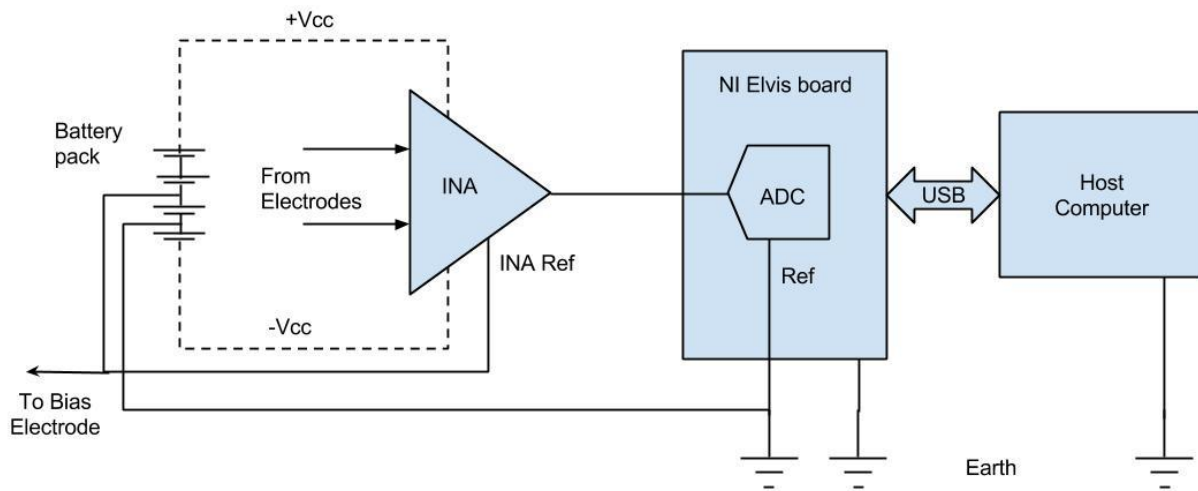 +Vcc
NI Elvis board
Battery
pack
From
Electrodes
INA
ADC
USB
Host
Computer
INA Ref
Ref
-Vcc
To Bias
Electrode
Earth